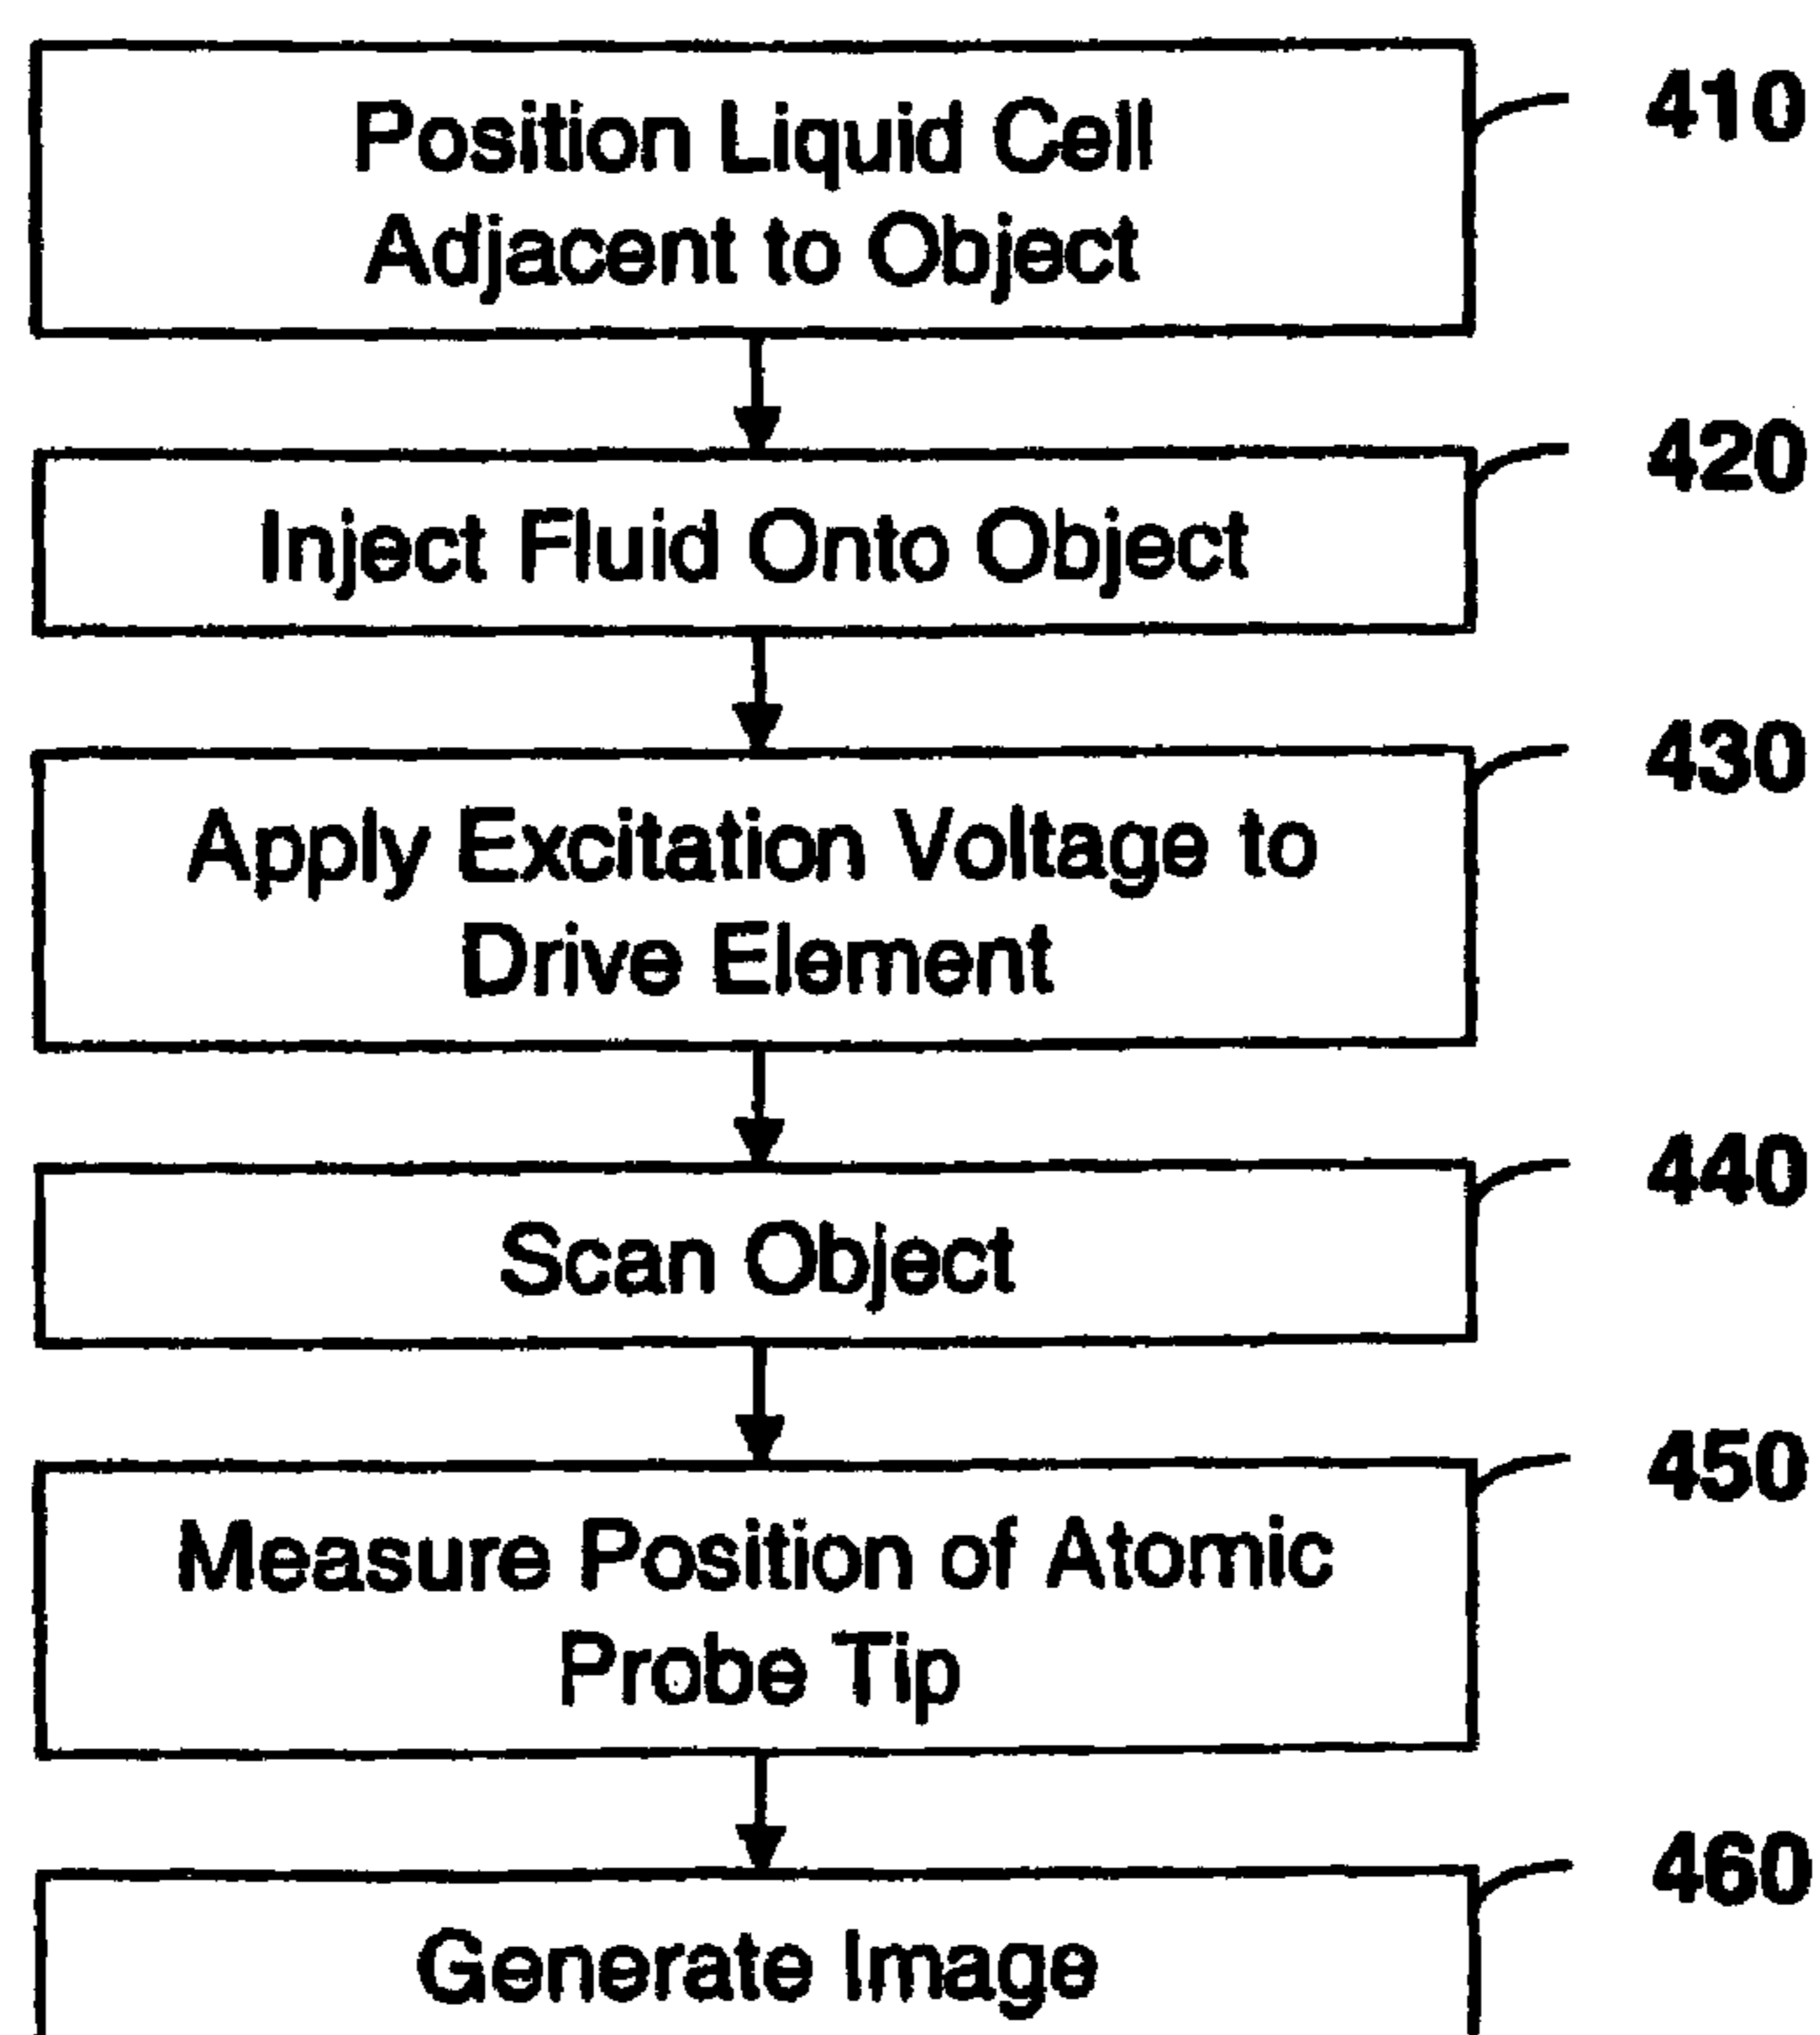 Position Liquid Cell
Adjacent to Object
410
Inject Fluid Onto Object
420
Apply Excitation Voltage to
Drive Element
430
Scan Object
440
Measure Position of Atomic
Probe Tip
450
Generate Image
460